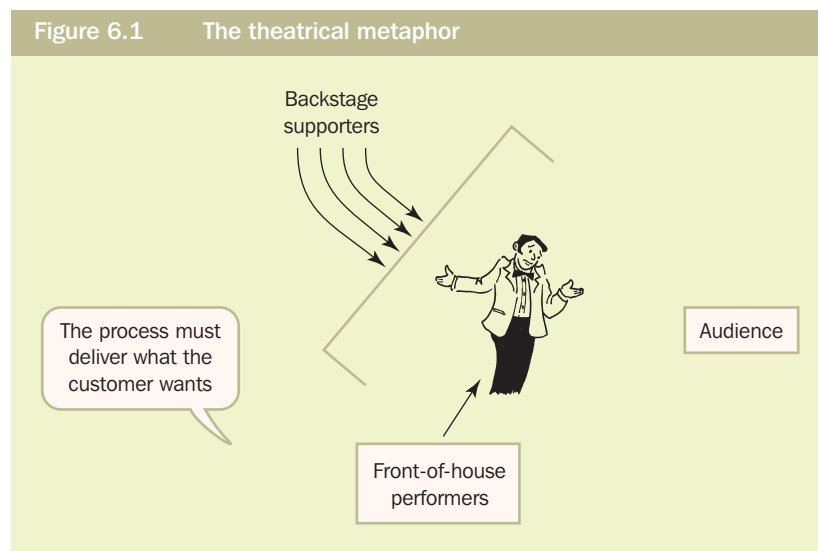 Figure 6.1 The theatrical metaphor
Backstage
supporters
The process must
deliver what the
customer wants
Audience
Front-of-house
performers